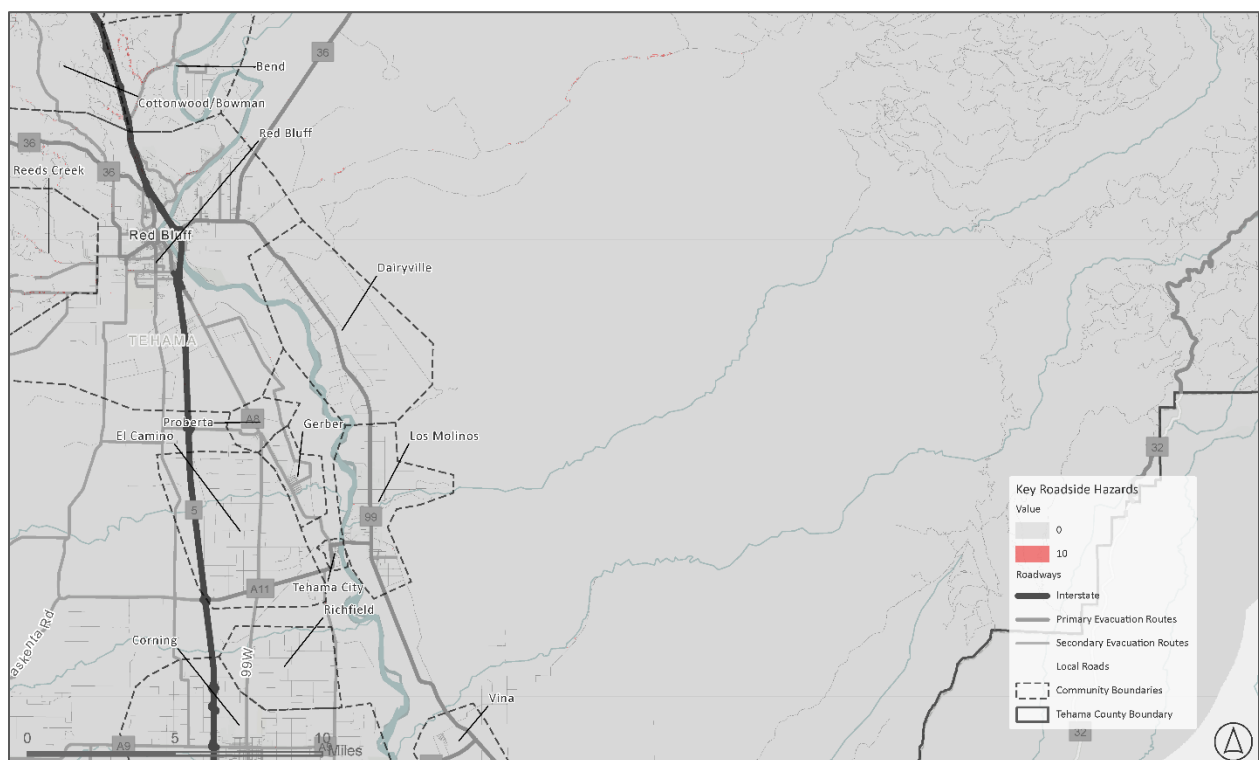 36
Bend
Cottonwood/Bowman
Red Bluff
36
36
Reeds Creek
Red Bluff
Dairyville
TEHAMA
Proberta
A8
Gerber
El Camino
Los Molinos
32
5
99
Key Roadside Hazards
Value
0
10
Roadways
Interstate
Primary Evacuation Routes
Secondary Evacuation Routes
Local Roads
Community Boundaries
Tehama County Boundary
A11
Tehama City
Richfield
askenta Rd
Corning
99W
Vina
32
0
5
10
Miles
A9
A9